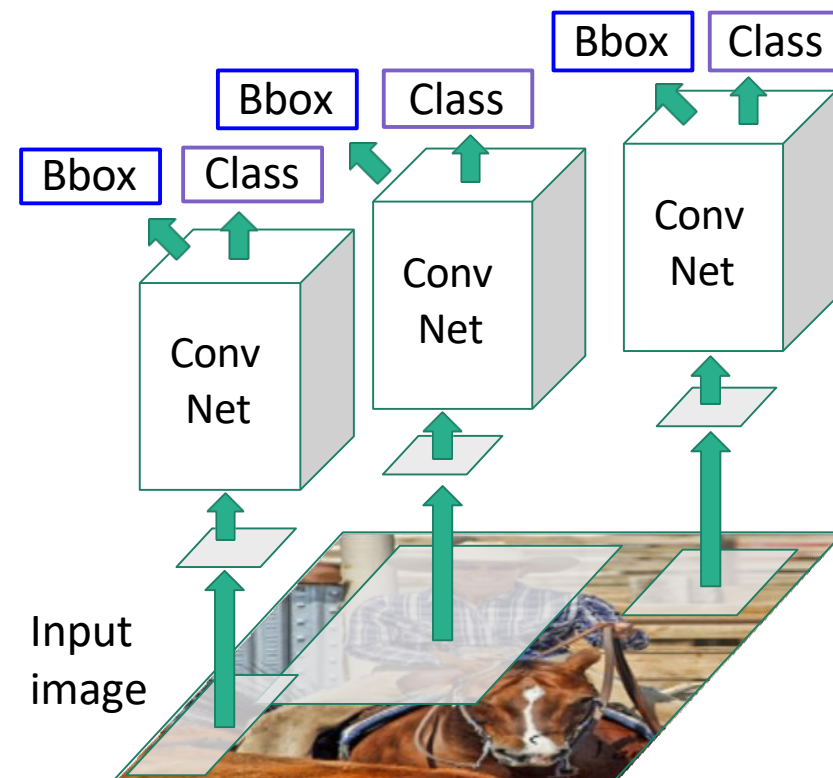 Bbox Class
Bbox Class
Bbox Class
Conv
Net
Conv
Net
Conv
Net
Input
image